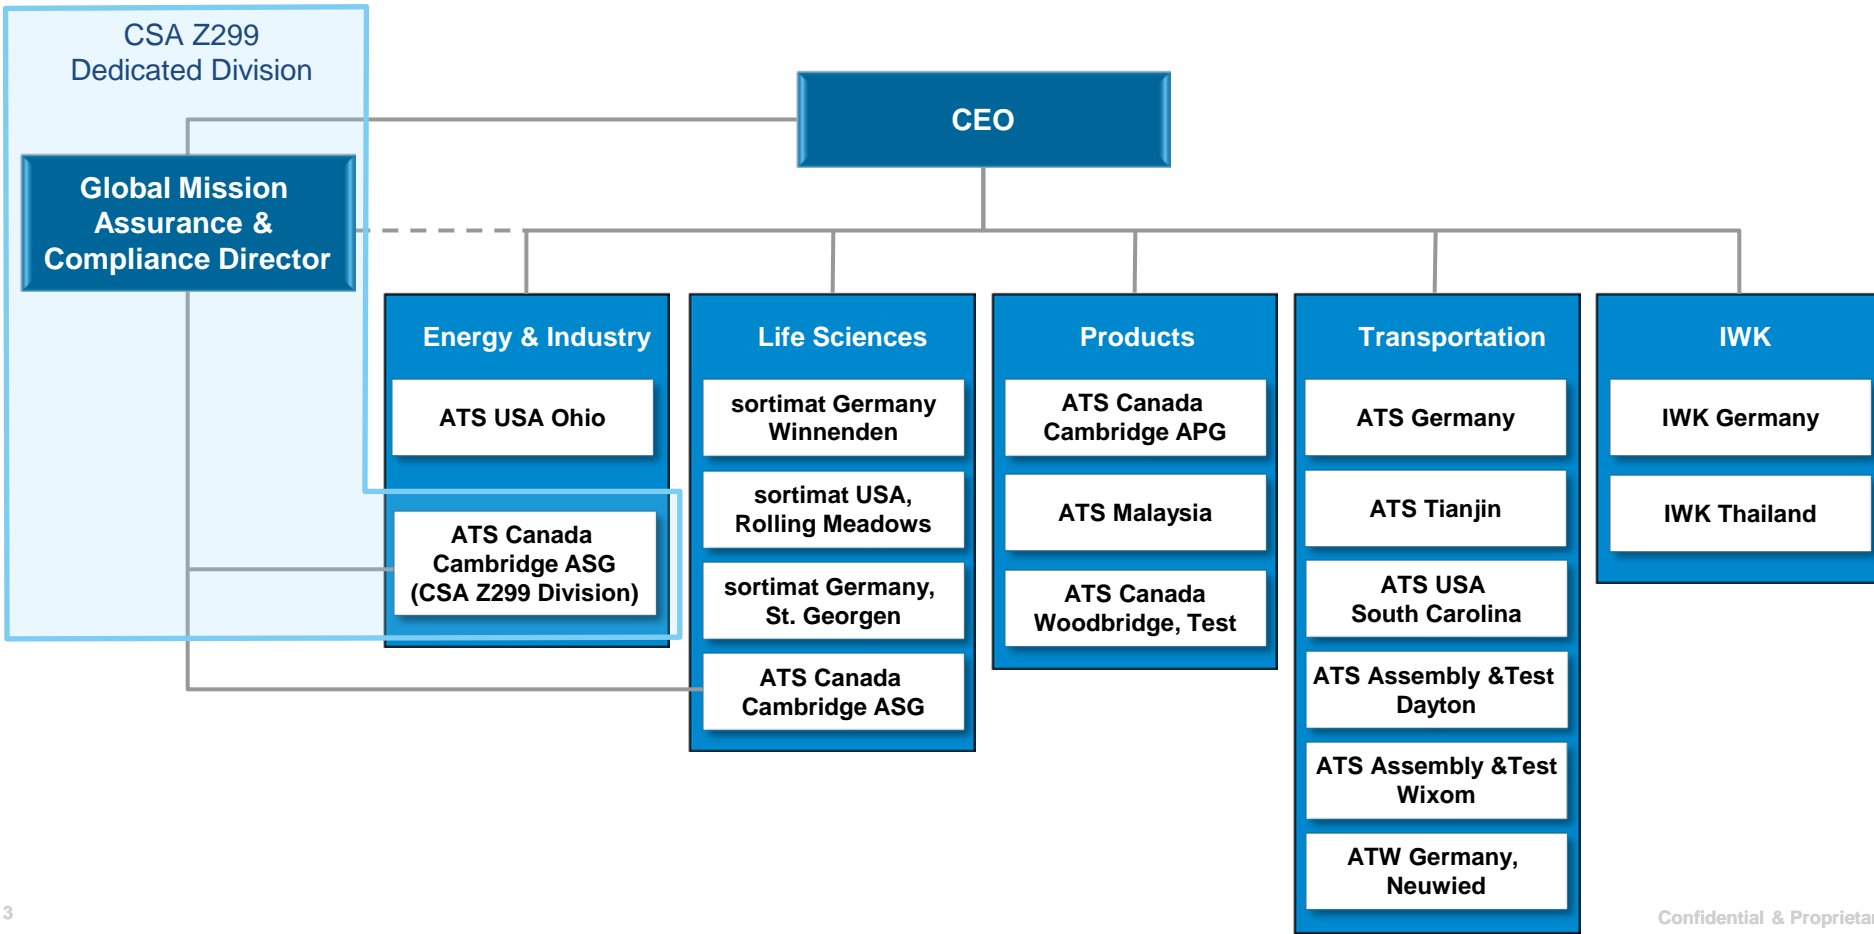 CSA Z299
Dedicated Division
CEO
Global Mission
Assurance &
Compliance Director
Energy & Industry
ATS USA Ohio
ATS Canada
Cambridge ASG
(CSA Z299 Division)
Life Sciences
sortimat Germany
Winnenden
sortimat USA,
Rolling Meadows
sortimat Germany,
St. Georgen
ATS Canada
Cambridge ASG
Products
ATS Canada
Cambridge APG
ATS Malaysia
ATS Canada
Woodbridge, Test
Transportation
ATS Germany
ATS Tianjin
ATS USA
South Carolina
ATS Assembly &Test
Dayton
ATS Assembly &Test
Wixom
ATW Germany,
Neuwied
IWK
IWK Germany
IWK Thailand
3
Confidential & Proprietar